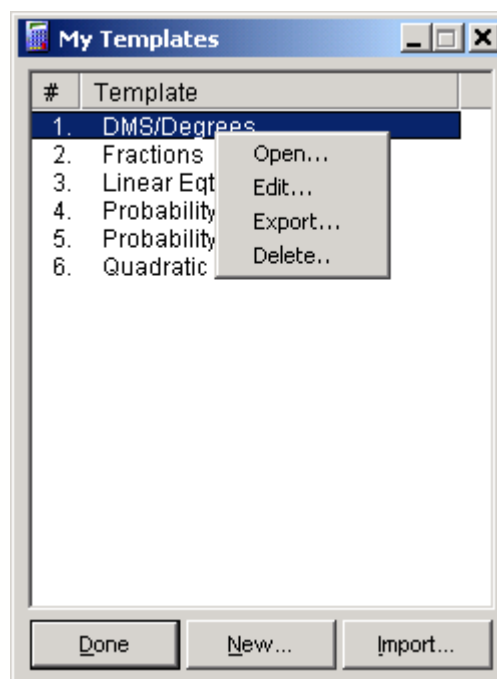 My Templates
# Template
1. DMS/Degrees
2. Fractions
3. Linear Eqt
4. Probability
5. Probability
6. Quadratic
Open...
Edit...
Export...
Delete..
Done New... Import...